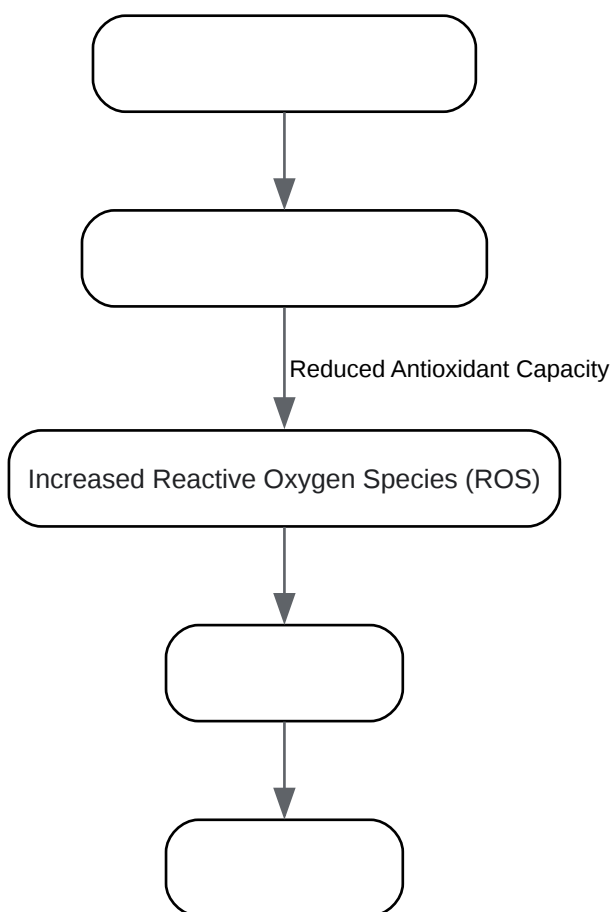 Reduced Antioxidant Capacity
Increased Reactive Oxygen Species (ROS)